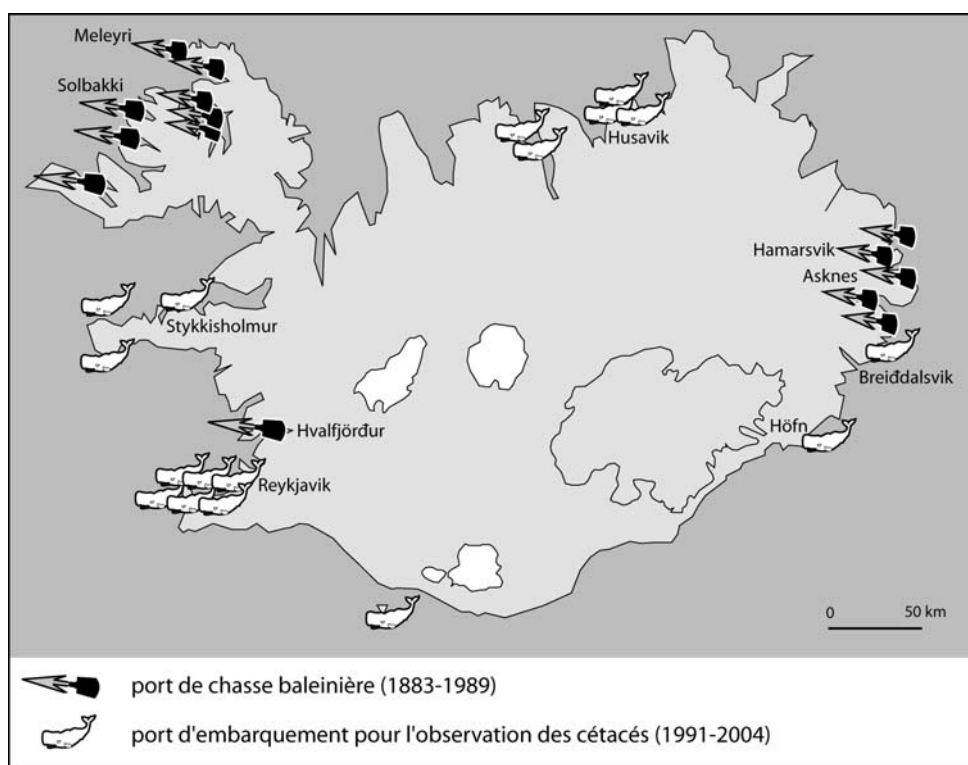 Meleyri
Solbakki
Husavik
Hamarsvik
Asknes
Stykkisholmur
Breiđdalsvik
Hvalfjörđur
Höfn
Reykjavik
0 50 km
port de chasse baleinière (1883-1989)
port d'embarquement pour l'observation des cétacés (1991-2004)